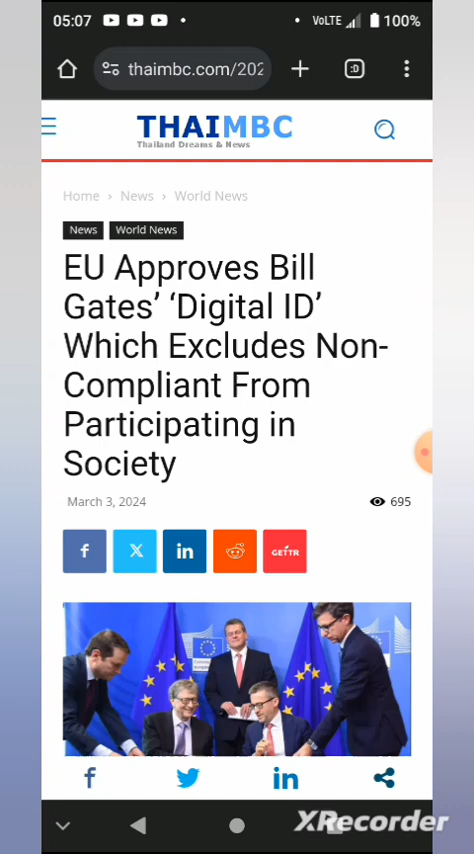 05:07 VoLTE 100%
thaimbc.com/202
:D
THAIMBC
Thailand Dreams & News
Home › News › World News
News World News
EU Approves Bill
Gates’ ‘Digital ID’
Which Excludes Non-
Compliant From
Participating in
Society
March 3, 2024 695
f X in GETTR
f in
XRecorder